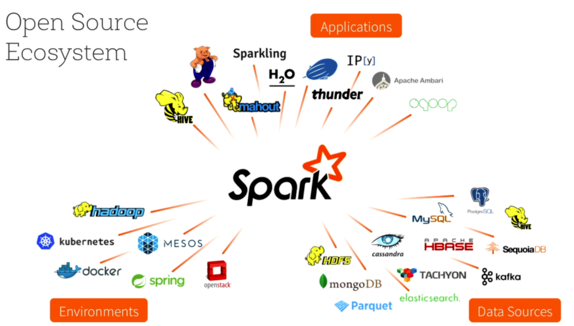 Open Source
Ecosystem
Applications
Sparkling
H2O
IP[y]
Apache Ambari
HIVE
mahout
thunder
Spark
hadoop
kubernetes
MESOS
docker
spring
openstack
Environments
PostgreSQL
MySQL
HIVE
cassandra
APACHE
HBASE
SequoiaDB
HDFS
TACHYON
kafka
mongoDB
elasticsearch.
Parquet
Data Sources